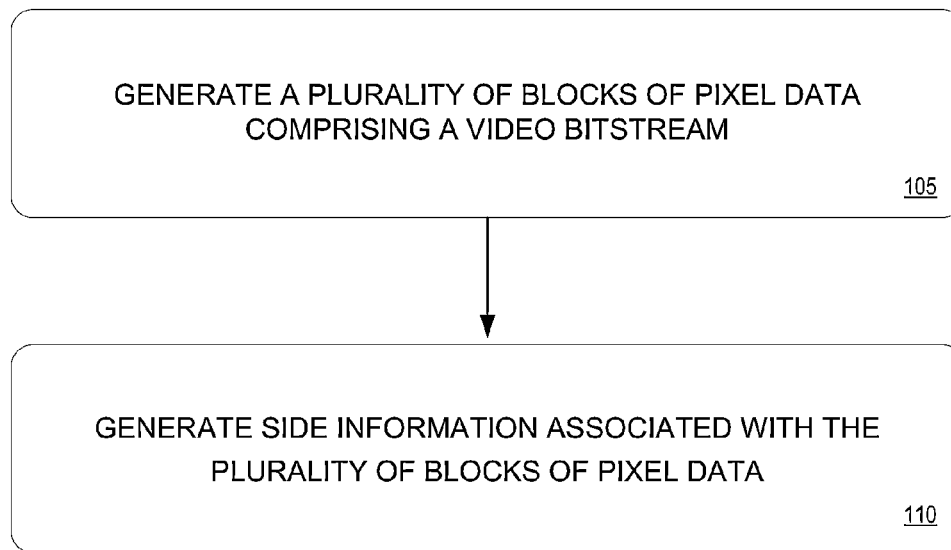 GENERATE A PLURALITY OF BLOCKS OF PIXEL DATA
COMPRISING A VIDEO BITSTREAM
105
GENERATE SIDE INFORMATION ASSOCIATED WITH THE
PLURALITY OF BLOCKS OF PIXEL DATA
110